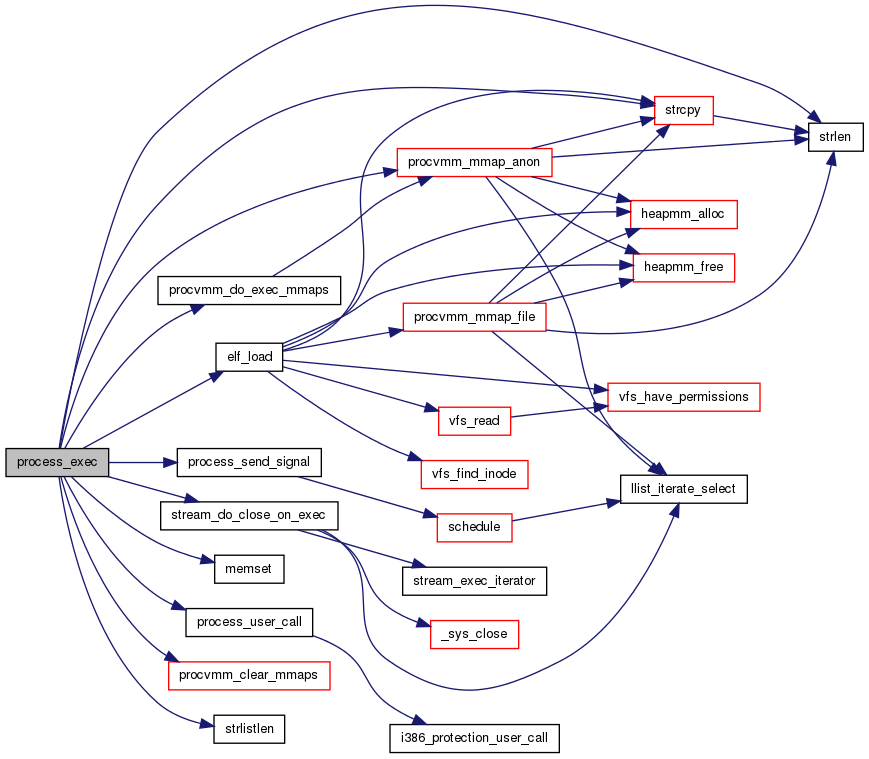 strcpy
strlen
procvmm_mmap_anon
heapmm_alloc
heapmm_free
procvmm_do_exec_mmaps
procvmm_mmap_file
elf_load
vfs_have_permissions
vfs_read
process_exec
process_send_signal
vfs_find_inode
llist_iterate_select
stream_do_close_on_exec
schedule
memset
stream_exec_iterator
process_user_call
_sys_close
procvmm_clear_mmaps
strlistlen
i386_protection_user_call